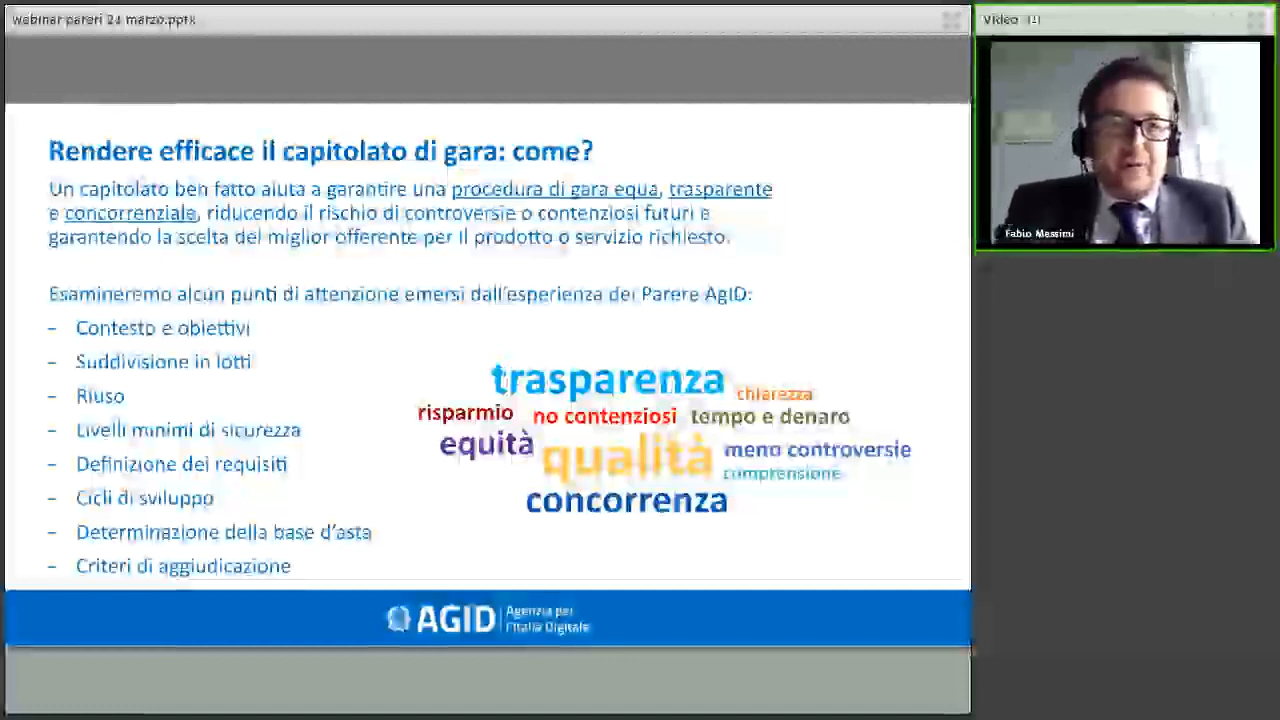 webinar pareri 24 marzo.pptx
Video (1)
Fabio Massimi
Rendere efficace il capitolato di gara: come?
Un capitolato ben fatto aiuta a garantire una procedura di gara equa, trasparente
e concorrenziale, riducendo il rischio di controversie o contenziosi futuri e
garantendo la scelta del miglior offerente per il prodotto o servizio richiesto.
Esamineremo alcun punti di attenzione emersi dall'esperienza dei Parere AgID:
- Contesto e obiettivi
- Suddivisione in lotti
- Riuso
- Livelli minimi di sicurezza
- Definizione dei requisiti
- Cicli di sviluppo
- Determinazione della base d'asta
- Criteri di aggiudicazione
trasparenza
chiarezza
risparmio no contenziosi tempo e denaro
equità qualità meno controversie
comprensione
concorrenza
AGID Agenzia per
l'Italia Digitale